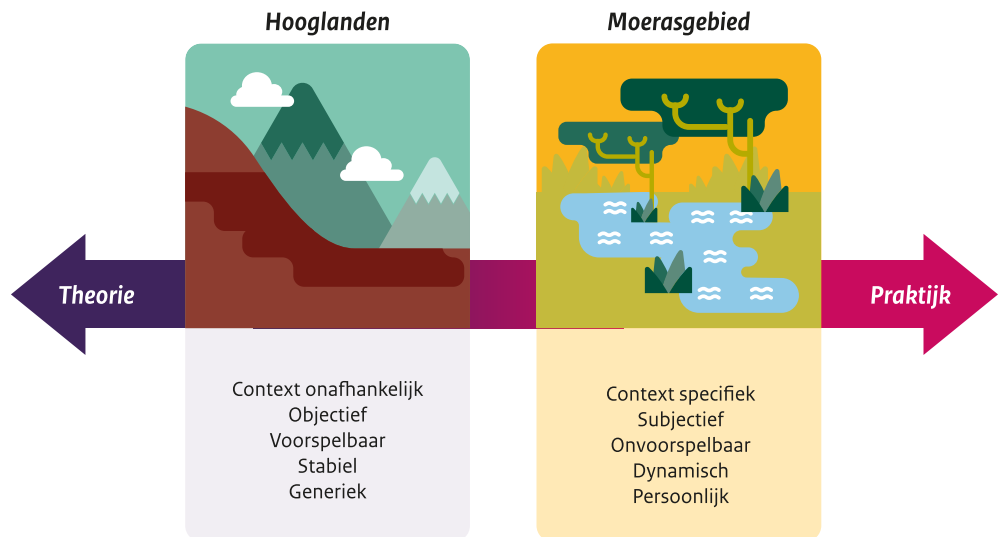 Hooglanden
Moerasgebied
Theorie
Praktijk
Context onafhankelijk
Objectief
Voorspelbaar
Stabiel
Generiek
Context specifiek
Subjectief
Onvoorspelbaar
Dynamisch
Persoonlijk